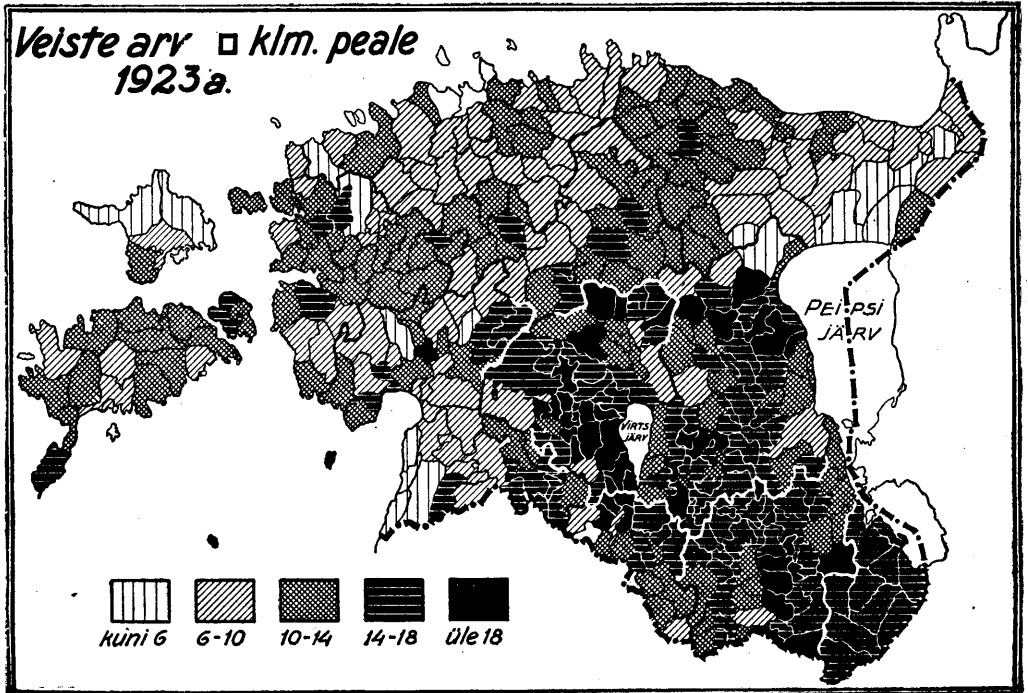 Veiste arv □ klm. peale
1923 a.
PEIPSI
JÄRV
VIRTS
JÄRV
kuni 6
6-10
10-14
14-18
üle 18